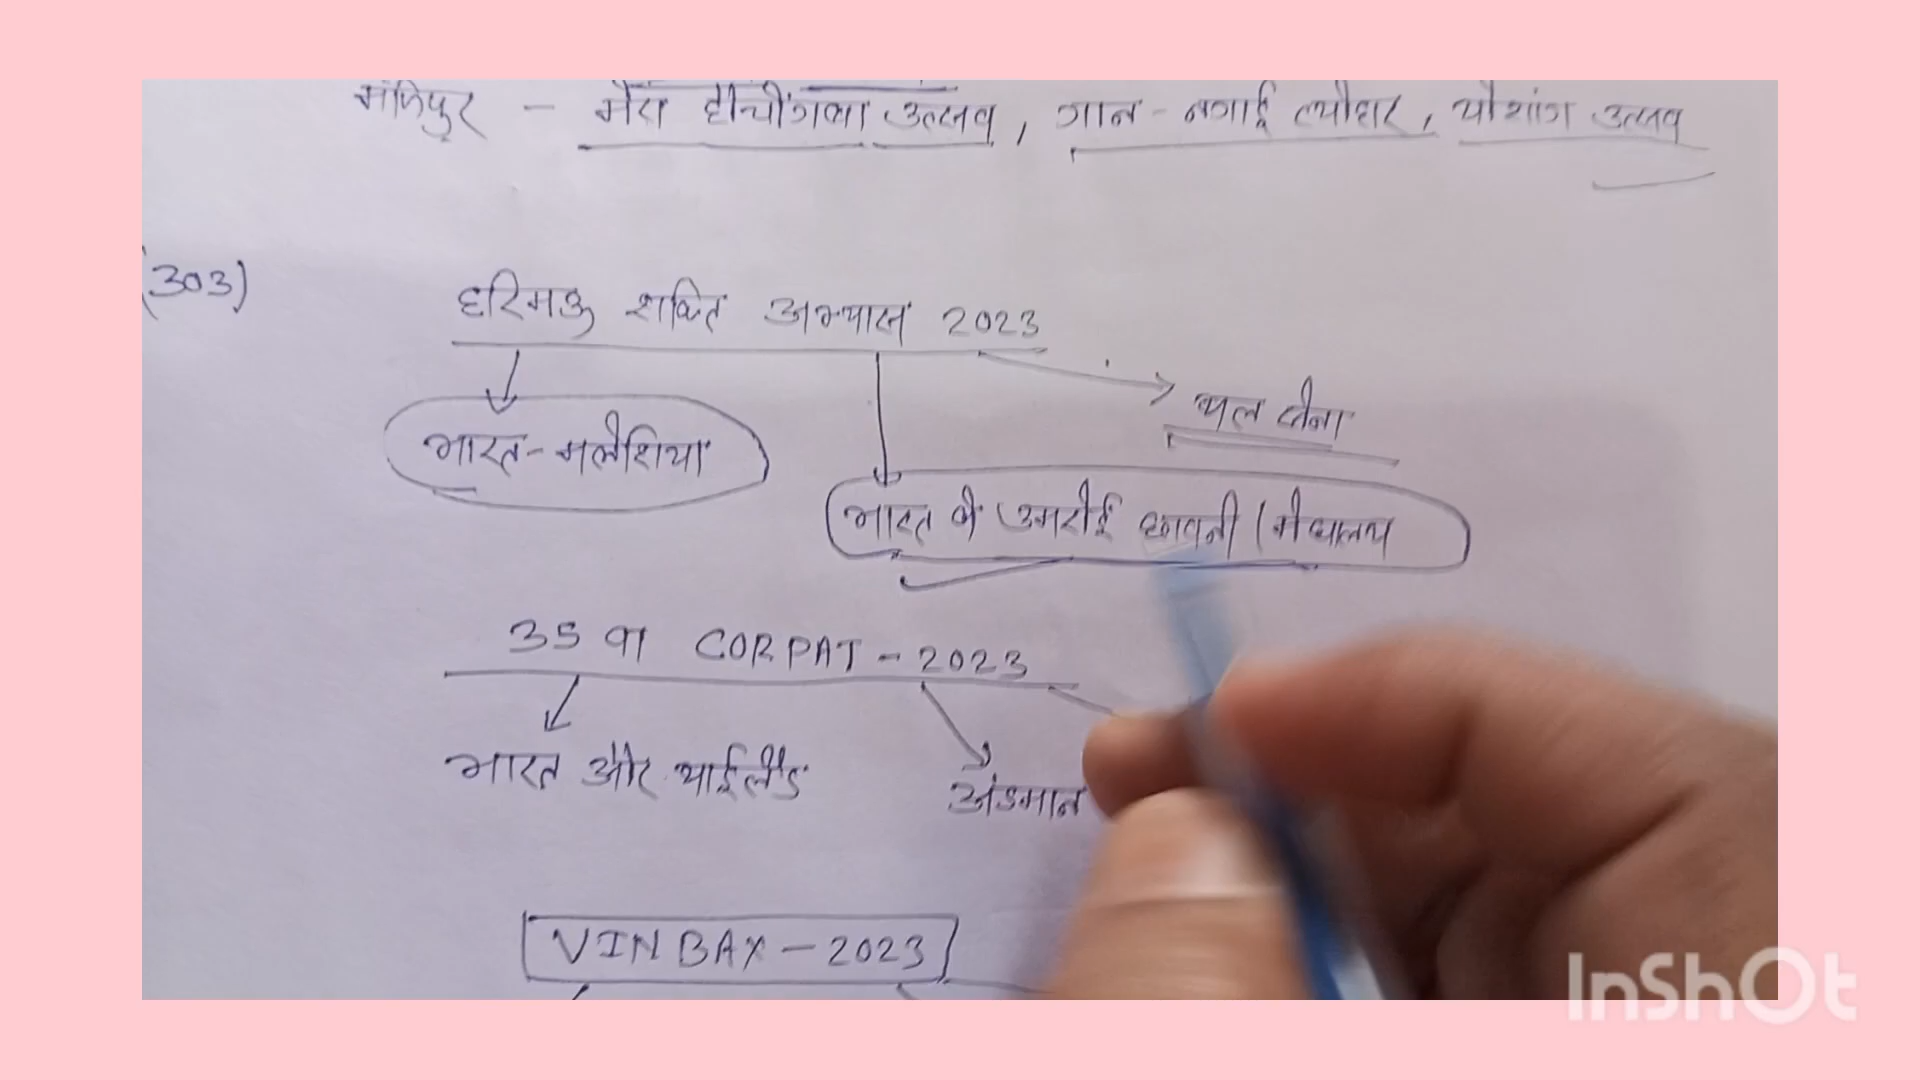 मणिपुर - मेरा हौचोंगबा उत्सव, गान-नगाई त्यौहार, योशांग उत्सव
(303)
हरिमऊ शक्ति अभ्यास 2023
थल सेना
भारत-मलेशिया
भारत के उमरोई छावनी (मेघालय
35 वा CORPAT-2023
भारत और थाईलैंड
अंडमान
VINBAX-2023
InShOt